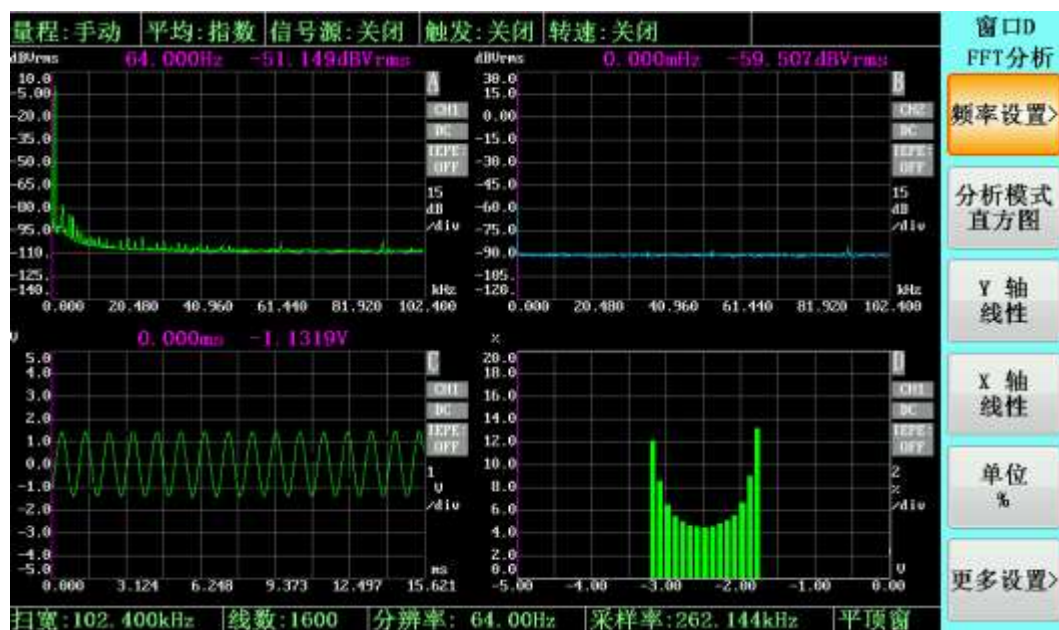 量程:手动 平均:指数 信号源:关闭 触发:关闭 转速:关闭
窗口D
FFT分析
dBVrms 64.000Hz -51.149dBVrms
dBVrms 0.000mHz -59.507dBVrms
10.0
-5.00
-20.0
-35.0
-50.0
-65.0
-80.0
-95.0
-110.
-125.
-140.
A
CH1
DC
IEPE:
OFF
15
dB
/div
kHz
0.000 20.480 40.960 61.440 81.920 102.400
30.0
15.0
0.00
-15.0
-30.0
-45.0
-60.0
-75.0
-90.0
-105.
-120.
B
CH2
DC
IEPE:
OFF
15
dB
/div
kHz
0.000 20.480 40.960 61.440 81.920 102.400
V 0.000ms -1.1319V
5.0
4.0
3.0
2.0
1.0
0.0
-1.0
-2.0
-3.0
-4.0
-5.0
C
CH1
DC
IEPE:
OFF
1
V
/div
ms
0.000 3.124 6.248 9.373 12.497 15.621
%
20.0
18.0
16.0
14.0
12.0
10.0
8.0
6.0
4.0
2.0
0.0
D
CH1
DC
IEPE:
OFF
2
%
/div
V
-5.00 -4.00 -3.00 -2.00 -1.00 0.00
频率设置>
分析模式
直方图
Y 轴
线性
X 轴
线性
单位
%
更多设置>
扫宽:102.400kHz 线数:1600 分辨率: 64.00Hz 采样率:262.144kHz 平顶窗